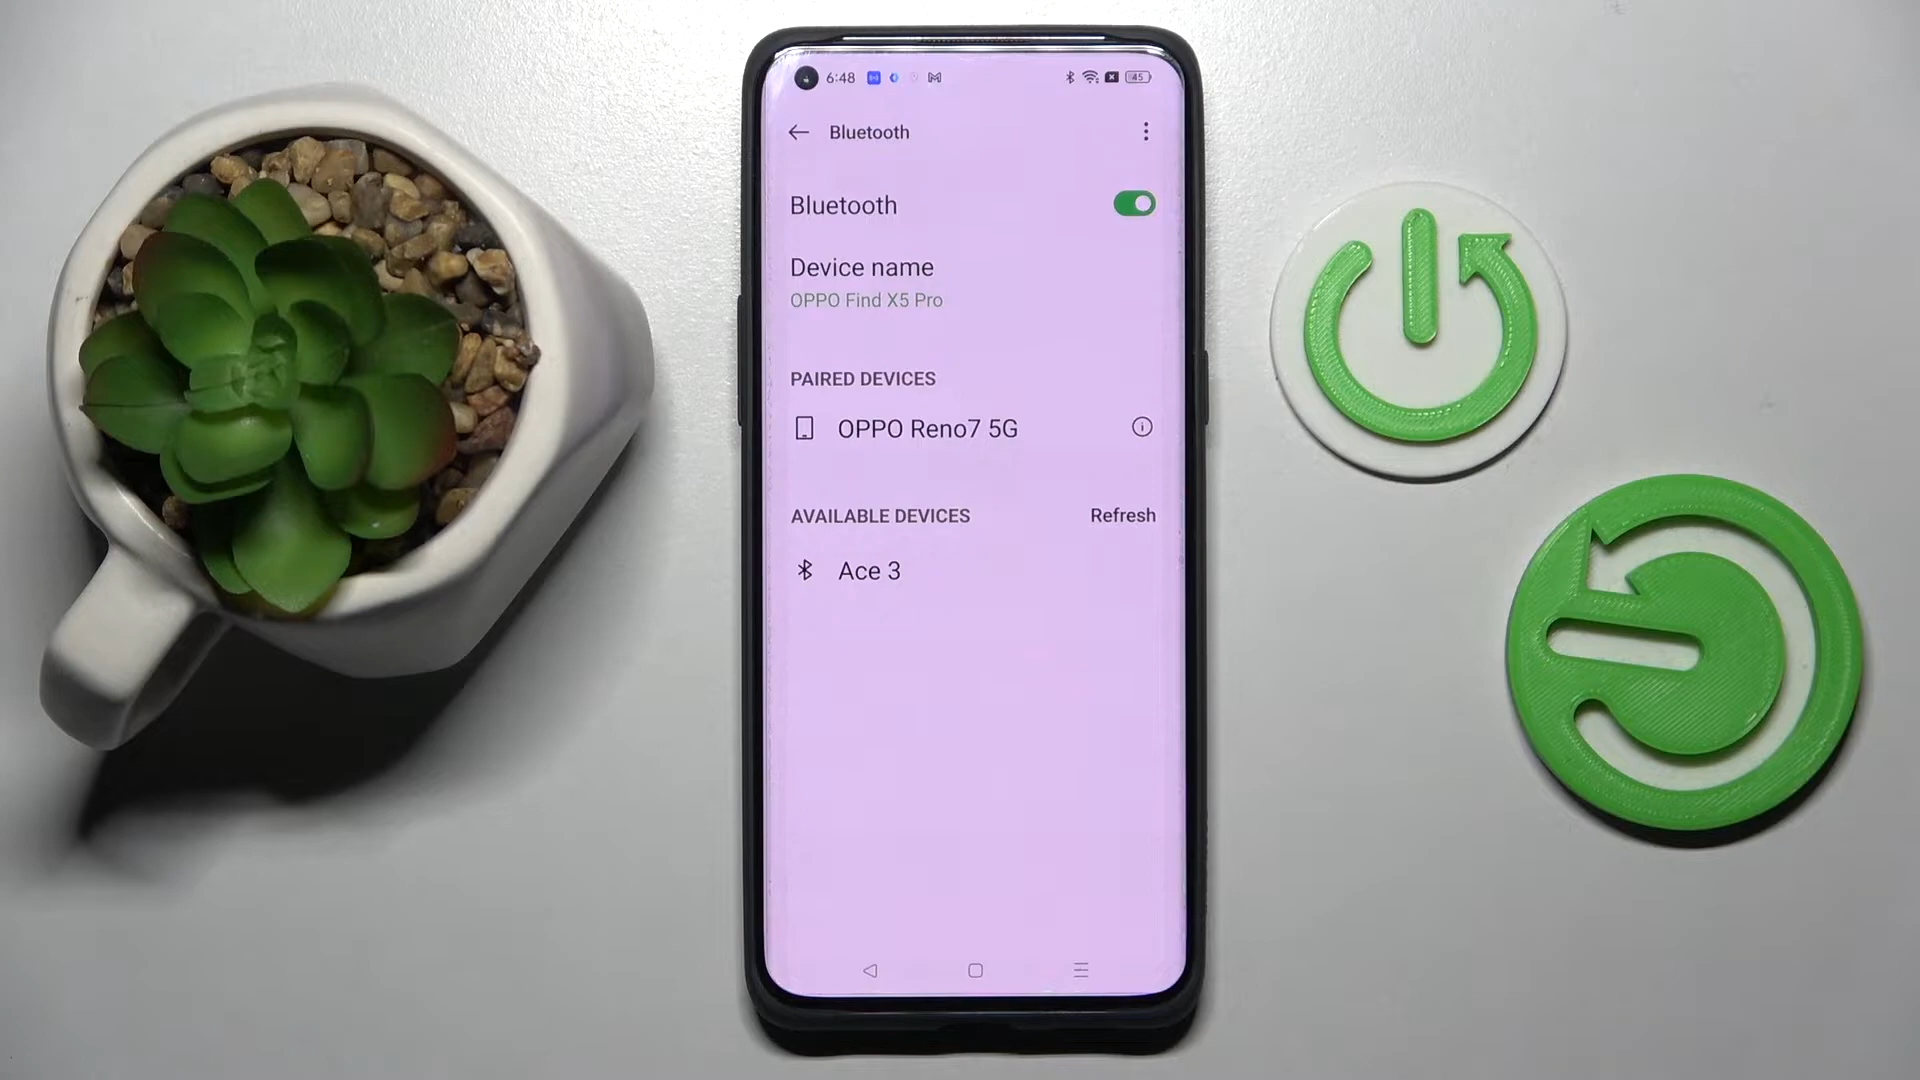 6:48
45
Bluetooth
Bluetooth
Device name
OPPO Find X5 Pro
PAIRED DEVICES
OPPO Reno7 5G
AVAILABLE DEVICES Refresh
Ace 3